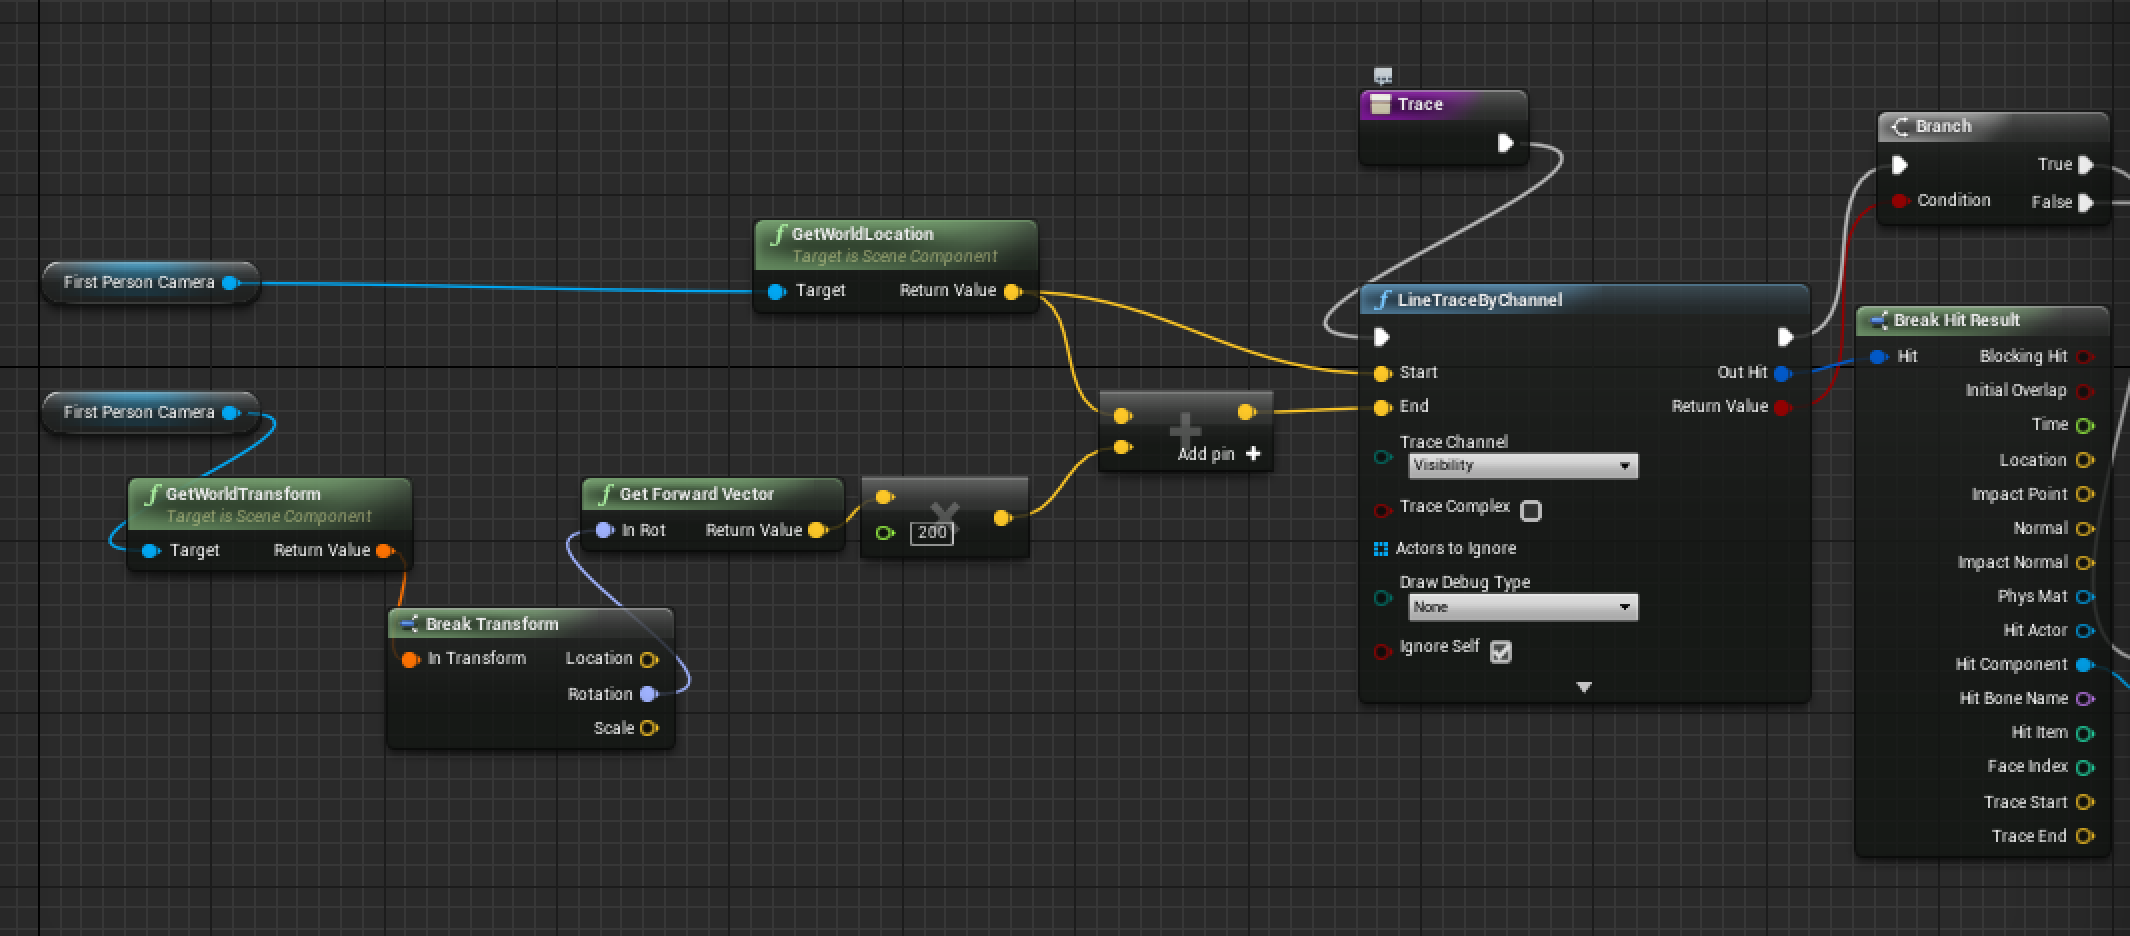 Trace
Branch
True
Condition
False
GetWorldLocation
Target is Scene Component
Target
Return Value
First Person Camera
First Person Camera
GetWorldTransform
Target is Scene Component
Target
Return Value
Break Transform
In Transform
Location
Rotation
Scale
Get Forward Vector
In Rot
Return Value
200
Add pin
LineTraceByChannel
Start
Out Hit
End
Return Value
Trace Channel
Visibility
Trace Complex
Actors to Ignore
Draw Debug Type
None
Ignore Self
Break Hit Result
Hit
Blocking Hit
Initial Overlap
Time
Location
Impact Point
Normal
Impact Normal
Phys Mat
Hit Actor
Hit Component
Hit Bone Name
Hit Item
Face Index
Trace Start
Trace End